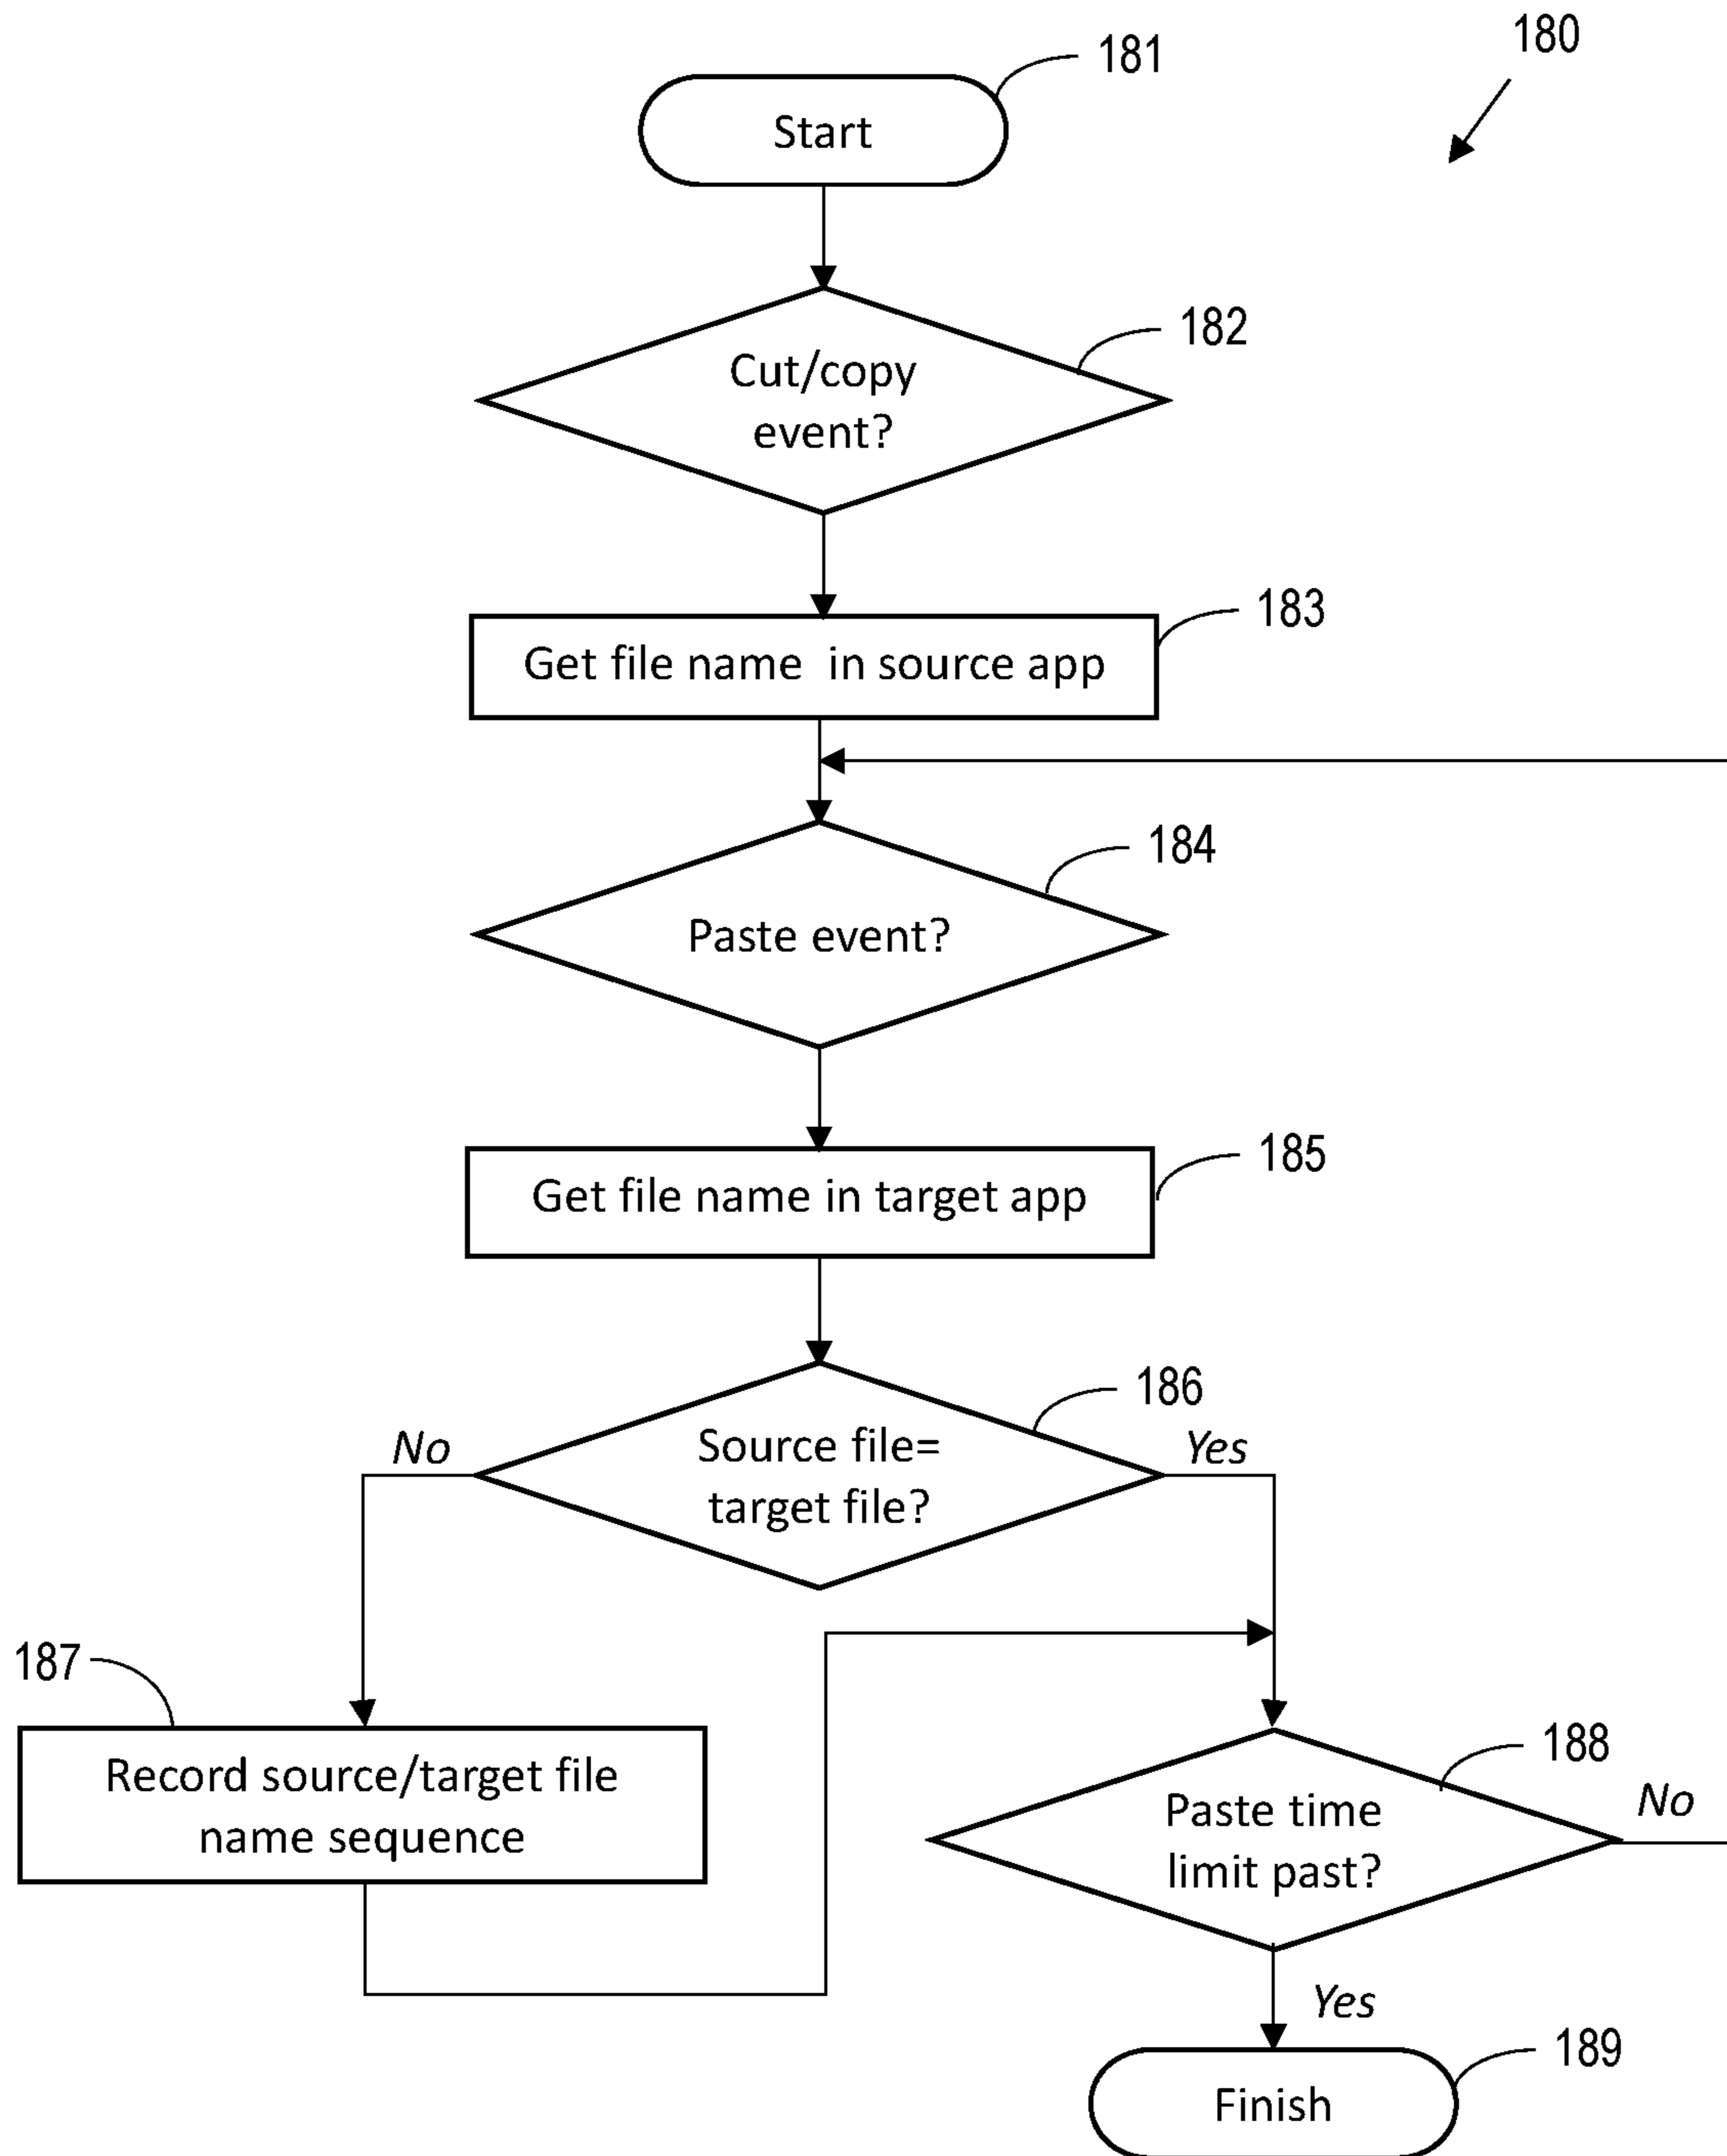 180
181
Start
182
Cut/copy
event?
183
Get file name  in source app
184
Paste event?
185
Get file name in target app
186
No
Source file=
target file?
Yes
187
Record source/target file
name sequence
188
Paste time
limit past?
No
Yes
189
Finish